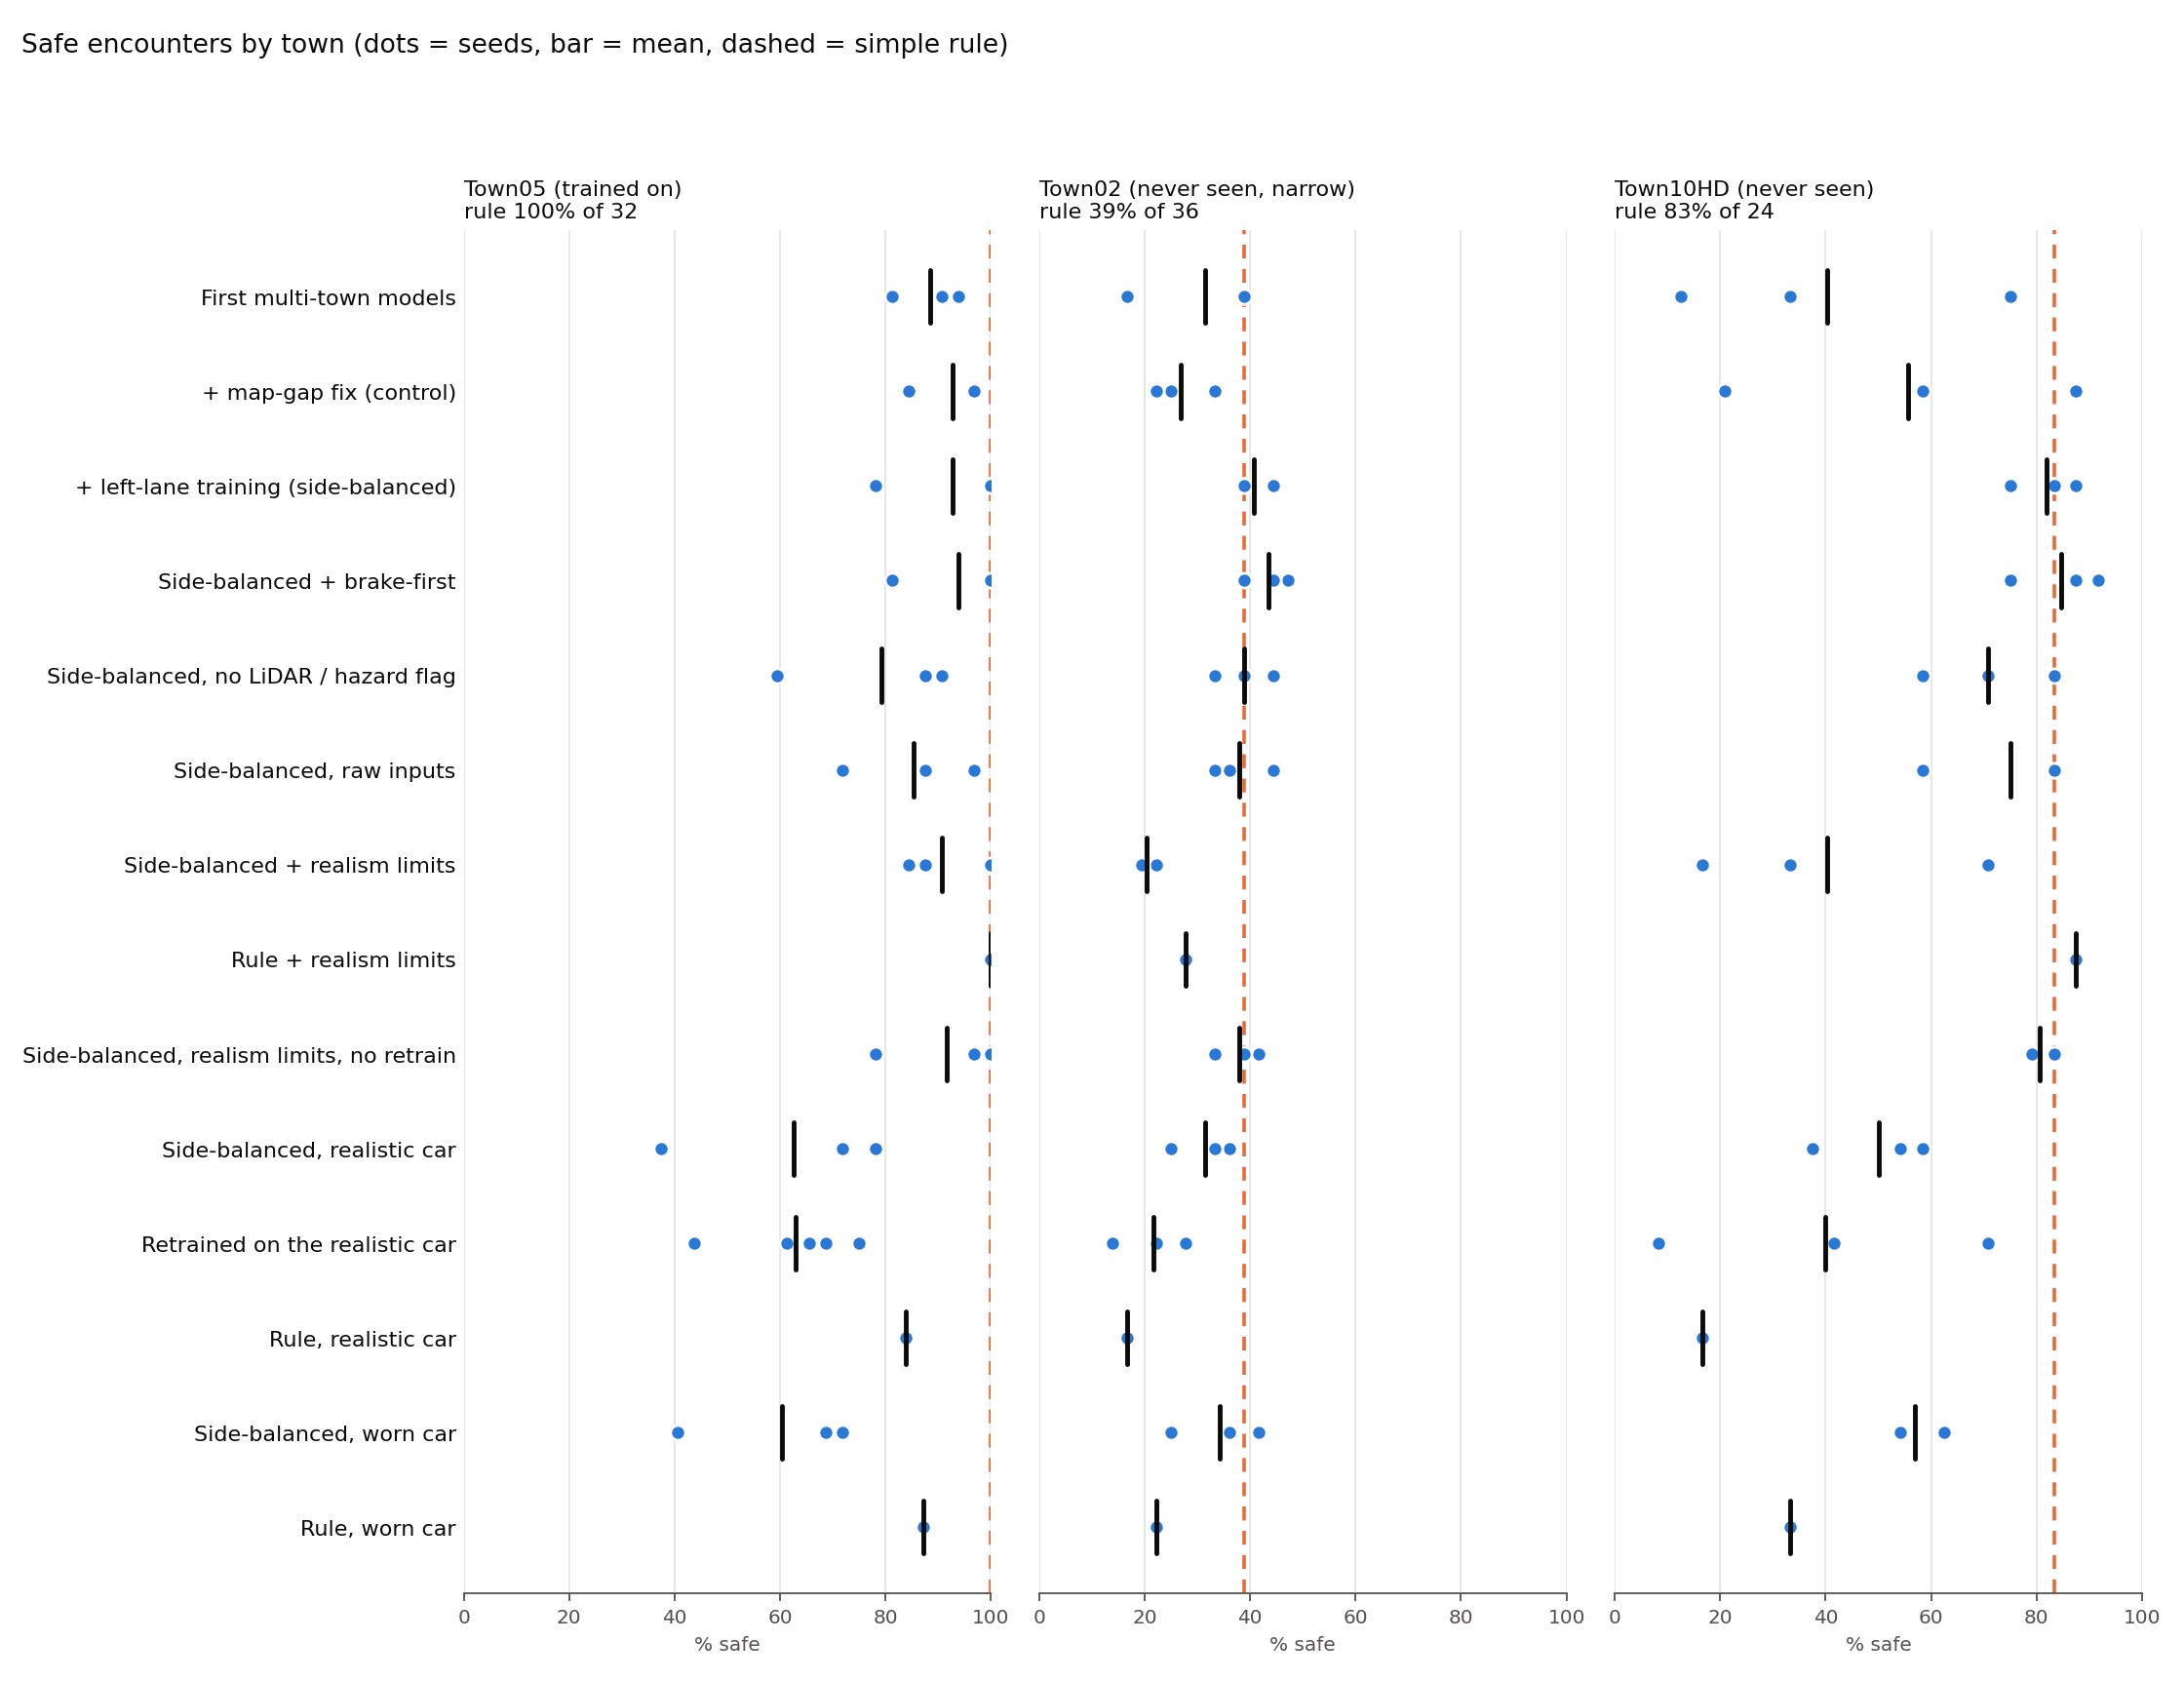 Safe encounters by town (dots = seeds, bar = mean, dashed = simple rule)
Town05 (trained on)
rule 100% of 32
Town02 (never seen, narrow)
rule 39% of 36
Town10HD (never seen)
rule 83% of 24
First multi-town models
+ map-gap fix (control)
+ left-lane training (side-balanced)
Side-balanced + brake-first
Side-balanced, no LiDAR / hazard flag
Side-balanced, raw inputs
Side-balanced + realism limits
Rule + realism limits
Side-balanced, realism limits, no retrain
Side-balanced, realistic car
Retrained on the realistic car
Rule, realistic car
Side-balanced, worn car
Rule, worn car
0 20 40 60 80 100
% safe
0 20 40 60 80 100
% safe
0 20 40 60 80 100
% safe